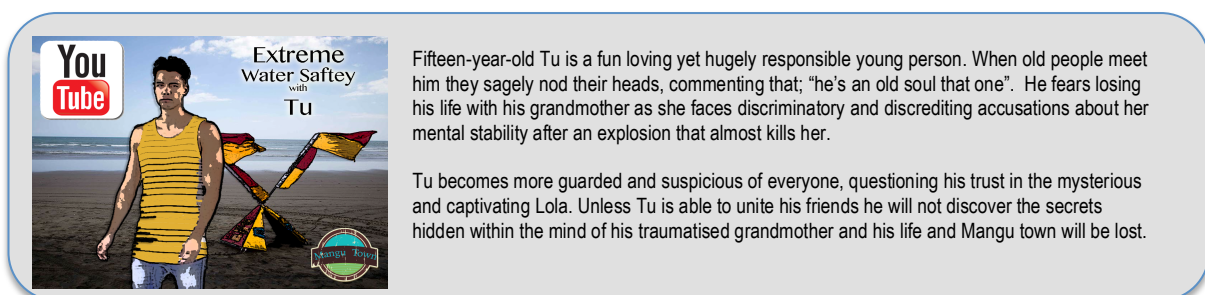 You
Tube
Extreme
Water Saftey
with
Tu
Mangu Town
Fifteen-year-old Tu is a fun loving yet hugely responsible young person. When old people meet
him they sagely nod their heads, commenting that; “he’s an old soul that one”.  He fears losing
his life with his grandmother as she faces discriminatory and discrediting accusations about her
mental stability after an explosion that almost kills her.
Tu becomes more guarded and suspicious of everyone, questioning his trust in the mysterious
and captivating Lola. Unless Tu is able to unite his friends he will not discover the secrets
hidden within the mind of his traumatised grandmother and his life and Mangu town will be lost.